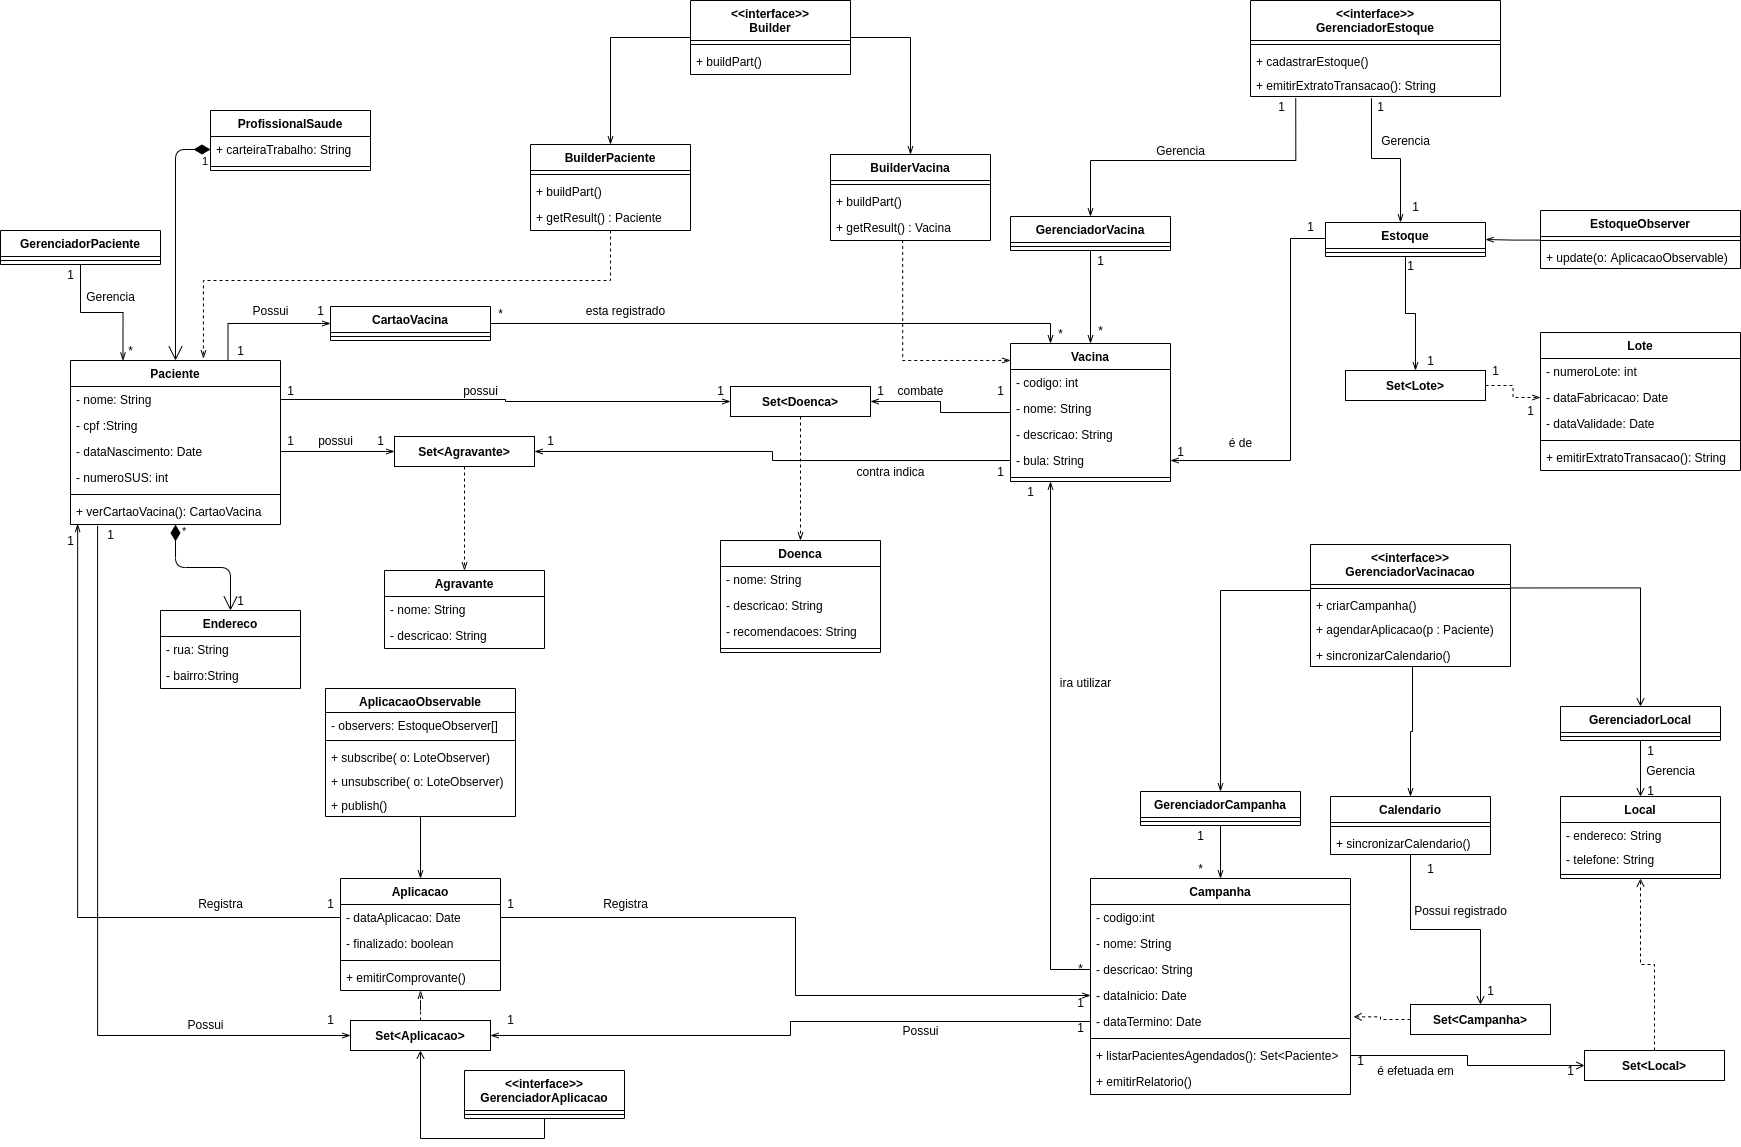 <<interface>>
Builder
+ buildPart()
<<interface>>
GerenciadorEstoque
+ cadastrarEstoque()
+ emitirExtratoTransacao(): String
1
1
Gerencia
Gerencia
1
ProfissionalSaude
+ carteiraTrabalho: String
1
BuilderPaciente
+ buildPart()
+ getResult() : Paciente
BuilderVacina
+ buildPart()
+ getResult() : Vacina
GerenciadorVacina
1
Estoque
1
1
EstoqueObserver
+ update(o: AplicacaoObservable)
GerenciadorPaciente
1
Gerencia
*
Possui
1
1
CartaoVacina
*
esta registrado
*
*
Paciente
- nome: String
- cpf :String
- dataNascimento: Date
- numeroSUS: int
+ verCartaoVacina(): CartaoVacina
1
possui
1
Set<Doenca>
1
combate
1
1
possui
1
Set<Agravante>
1
contra indica
1
Vacina
- codigo: int
- nome: String
- descricao: String
- bula: String
1
1
é de
1
Set<Lote>
1
1
Lote
- numeroLote: int
- dataFabricacao: Date
- dataValidade: Date
+ emitirExtratoTransacao(): String
1
1
*
1
Endereco
- rua: String
- bairro:String
Agravante
- nome: String
- descricao: String
Doenca
- nome: String
- descricao: String
- recomendacoes: String
<<interface>>
GerenciadorVacinacao
+ criarCampanha()
+ agendarAplicacao(p : Paciente)
+ sincronizarCalendario()
ira utilizar
AplicacaoObservable
- observers: EstoqueObserver[]
+ subscribe( o: LoteObserver)
+ unsubscribe( o: LoteObserver)
+ publish()
GerenciadorLocal
1
Gerencia
1
GerenciadorCampanha
1
*
Calendario
+ sincronizarCalendario()
1
Possui registrado
1
Local
- endereco: String
- telefone: String
Aplicacao
- dataAplicacao: Date
- finalizado: boolean
+ emitirComprovante()
Registra
1
1
Registra
Campanha
- codigo:int
- nome: String
- descricao: String
- dataInicio: Date
- dataTermino: Date
+ listarPacientesAgendados(): Set<Paciente>
+ emitirRelatorio()
*
1
1
Possui
1
Set<Aplicacao>
1
Possui
Set<Campanha>
1
é efetuada em
1
Set<Local>
<<interface>>
GerenciadorAplicacao